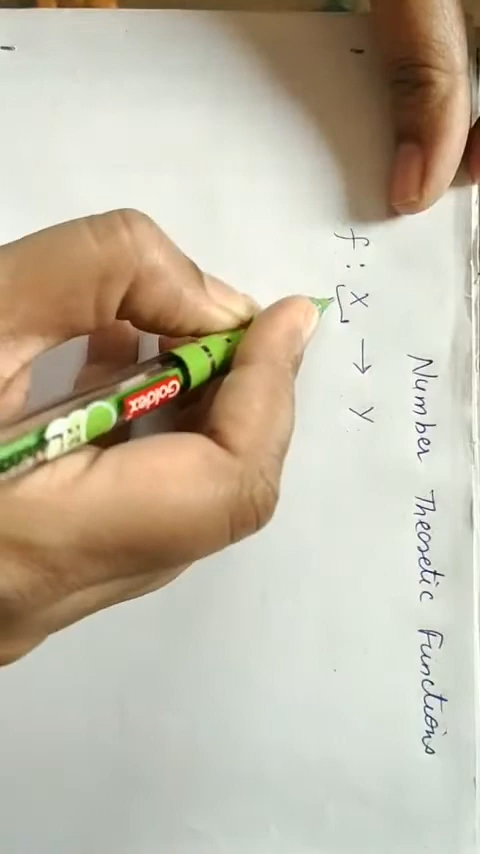 Number Theoretic Functions
f : X → Y
Goldex